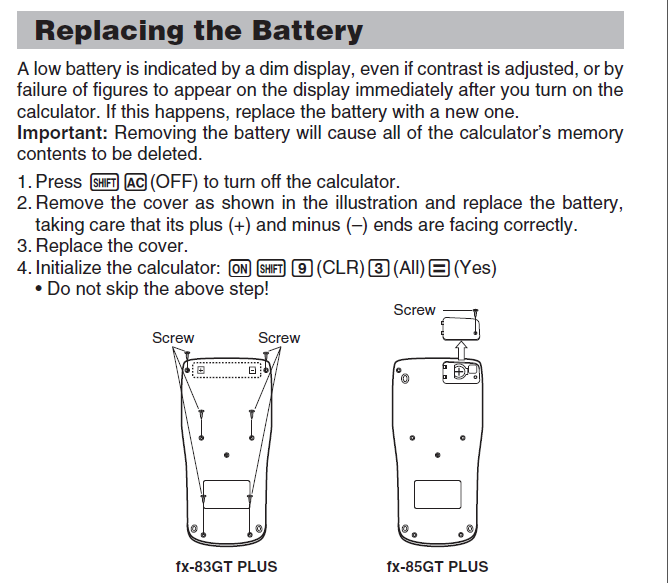 Replacing the Battery
A low battery is indicated by a dim display, even if contrast is adjusted, or by
failure of figures to appear on the display immediately after you turn on the
calculator. If this happens, replace the battery with a new one.
Important: Removing the battery will cause all of the calculator's memory
contents to be deleted.
1. Press SHIFT AC (OFF) to turn off the calculator.
2. Remove the cover as shown in the illustration and replace the battery,
taking care that its plus (+) and minus (–) ends are facing correctly.
3. Replace the cover.
4. Initialize the calculator: ON SHIFT 9 (CLR) 3 (All) = (Yes)
• Do not skip the above step!
Screw
Screw Screw
+ -
+
fx-83GT PLUS fx-85GT PLUS